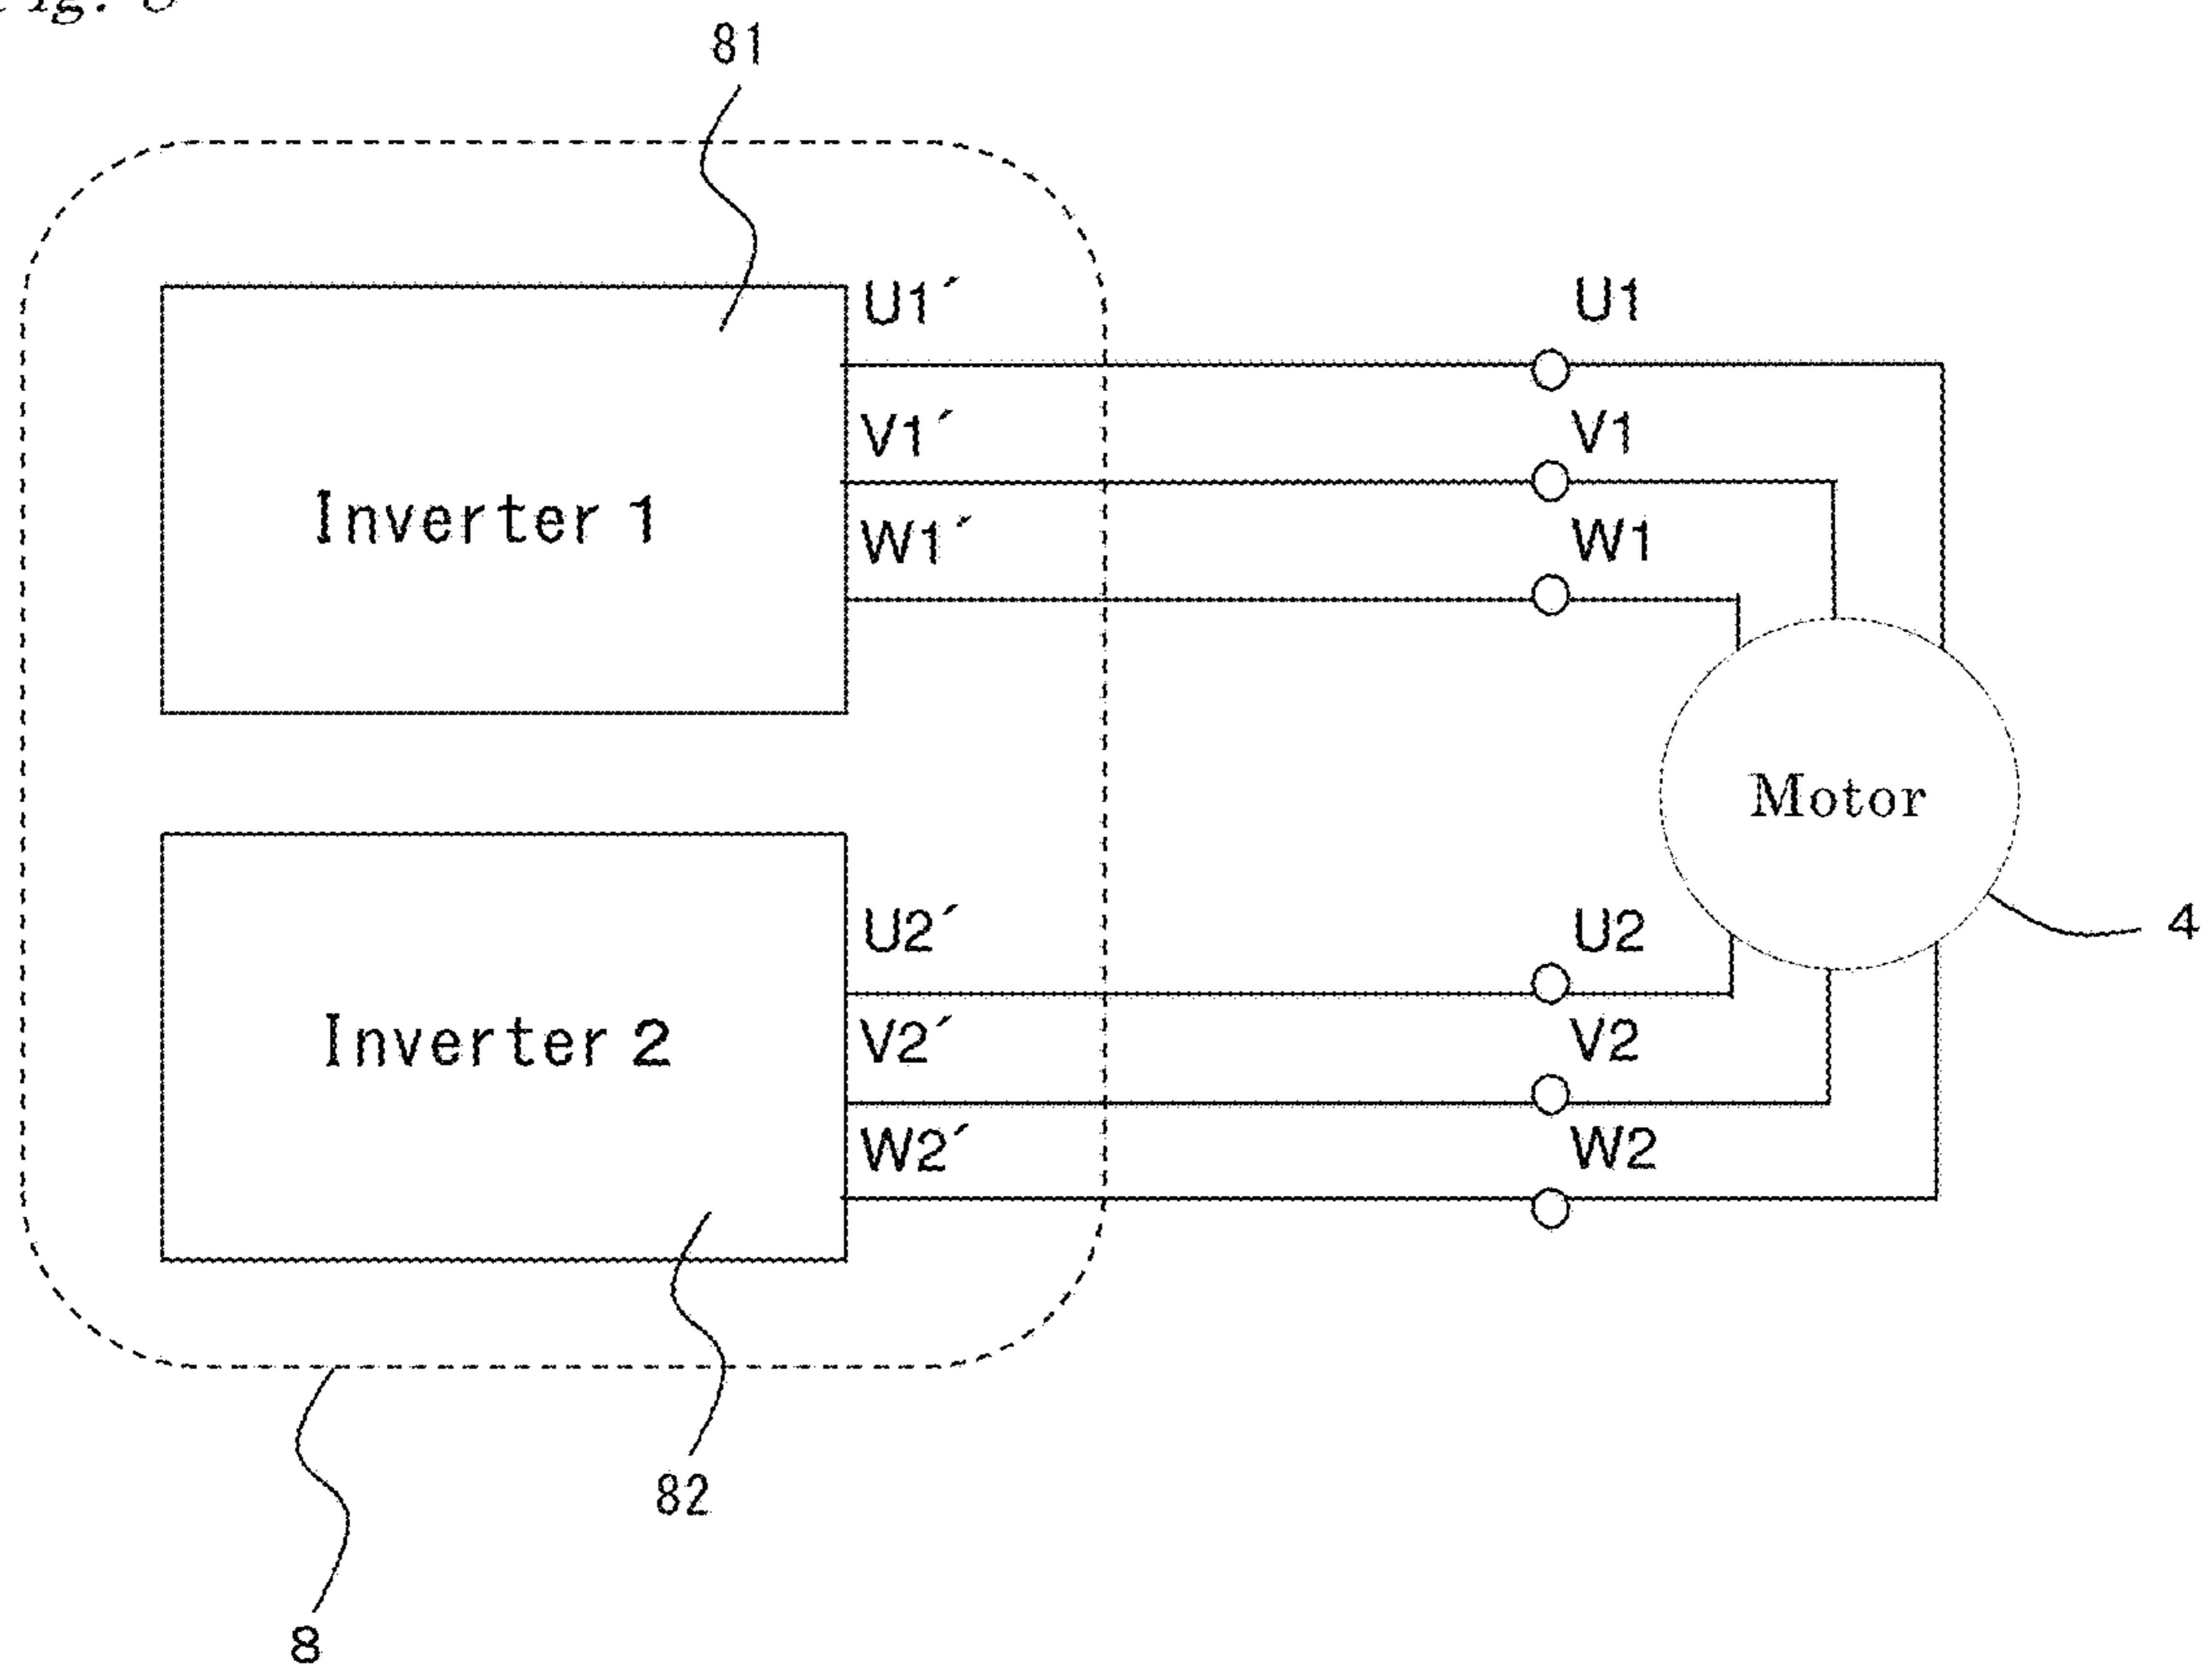 81
U1´
U1
V1´
V1
Inverter 1
W1´
W1
Motor
U2´
U2
4
Inverter 2
V2´
V2
W2´
W2
82
8